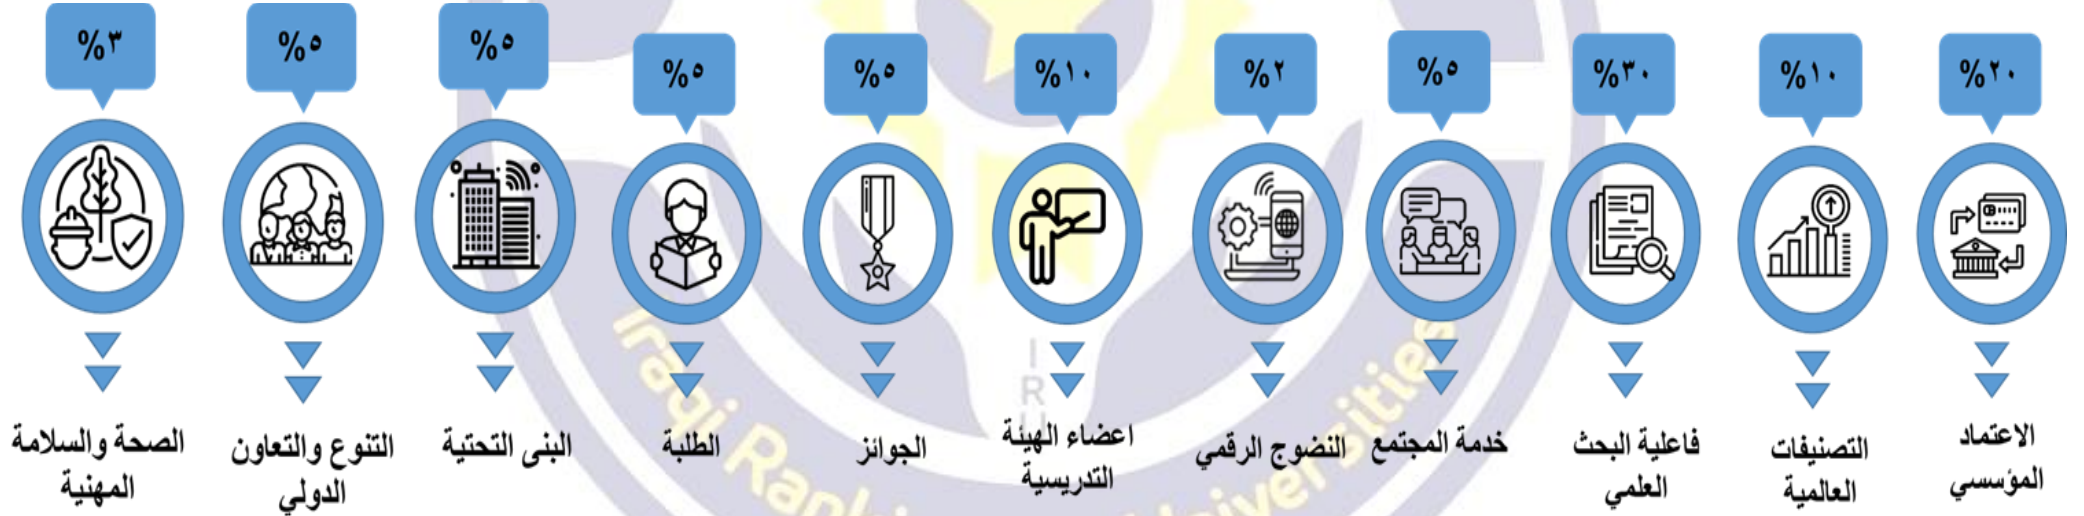 %٢٠
الاعتماد
المؤسسي
%١٠
التصنيفات
العالمية
%٣٠
فاعلية البحث
العلمي
%٥
خدمة المجتمع
%٢
النضوج الرقمي
%١٠
اعضاء الهيئة
التدريسية
%٥
الجوائز
%٥
الطلبة
%٥
البنى التحتية
%٥
التنوع والتعاون
الدولي
%٣
الصحة والسلامة
المهنية
Iraqi